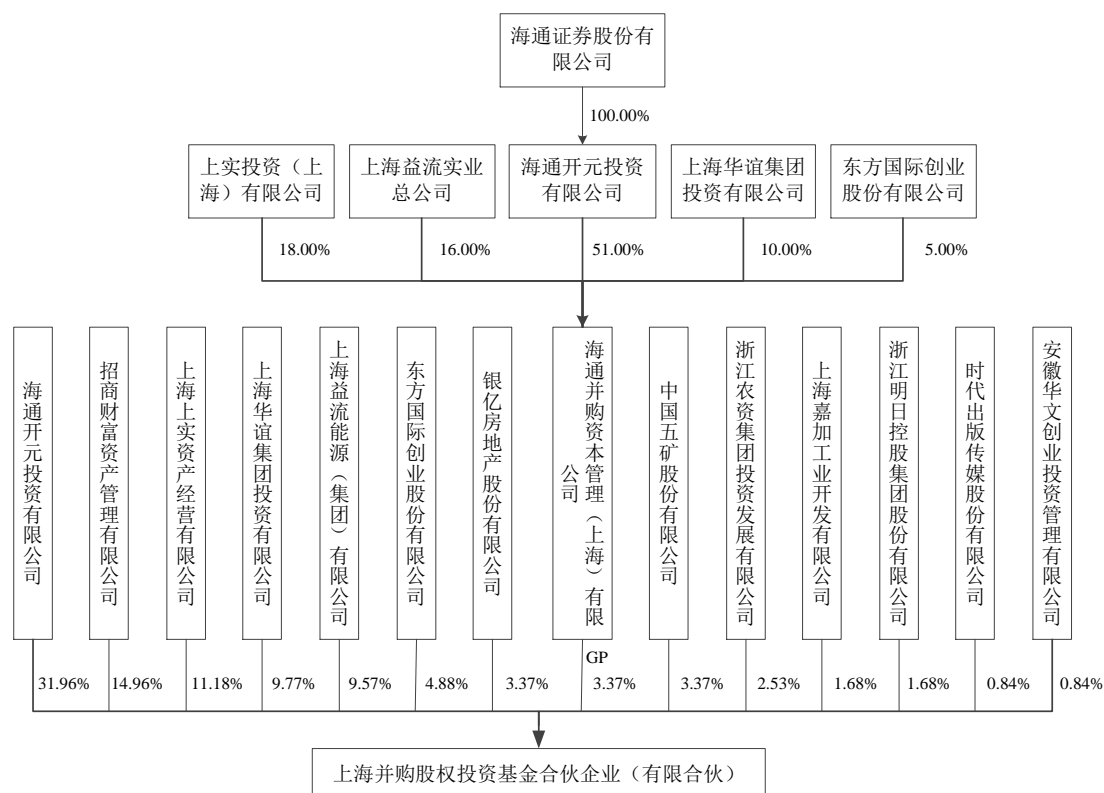 海通证券股份有
限公司
100.00%
上实投资（上
海）有限公司
上海益流实业
总公司
海通开元投资
有限公司
上海华谊集团
投资有限公司
东方国际创业
股份有限公司
18.00%
16.00%
51.00%
10.00%
5.00%
海通开元投资有限公司
招商财富资产管理有限公司
上海上实资产经营有限公司
上海华谊集团投资有限公司
上海益流能源（集团）有限公司
东方国际创业股份有限公司
银亿房地产股份有限公司
海通并购资本管理（上海）有限
公司
中国五矿股份有限公司
浙江农资集团投资发展有限公司
上海嘉加工业开发有限公司
浙江明日控股集团股份有限公司
时代出版传媒股份有限公司
安徽华文创业投资管理有限公司
GP
31.96%
14.96%
11.18%
9.77%
9.57%
4.88%
3.37%
3.37%
3.37%
2.53%
1.68%
1.68%
0.84%
0.84%
上海并购股权投资基金合伙企业（有限合伙）